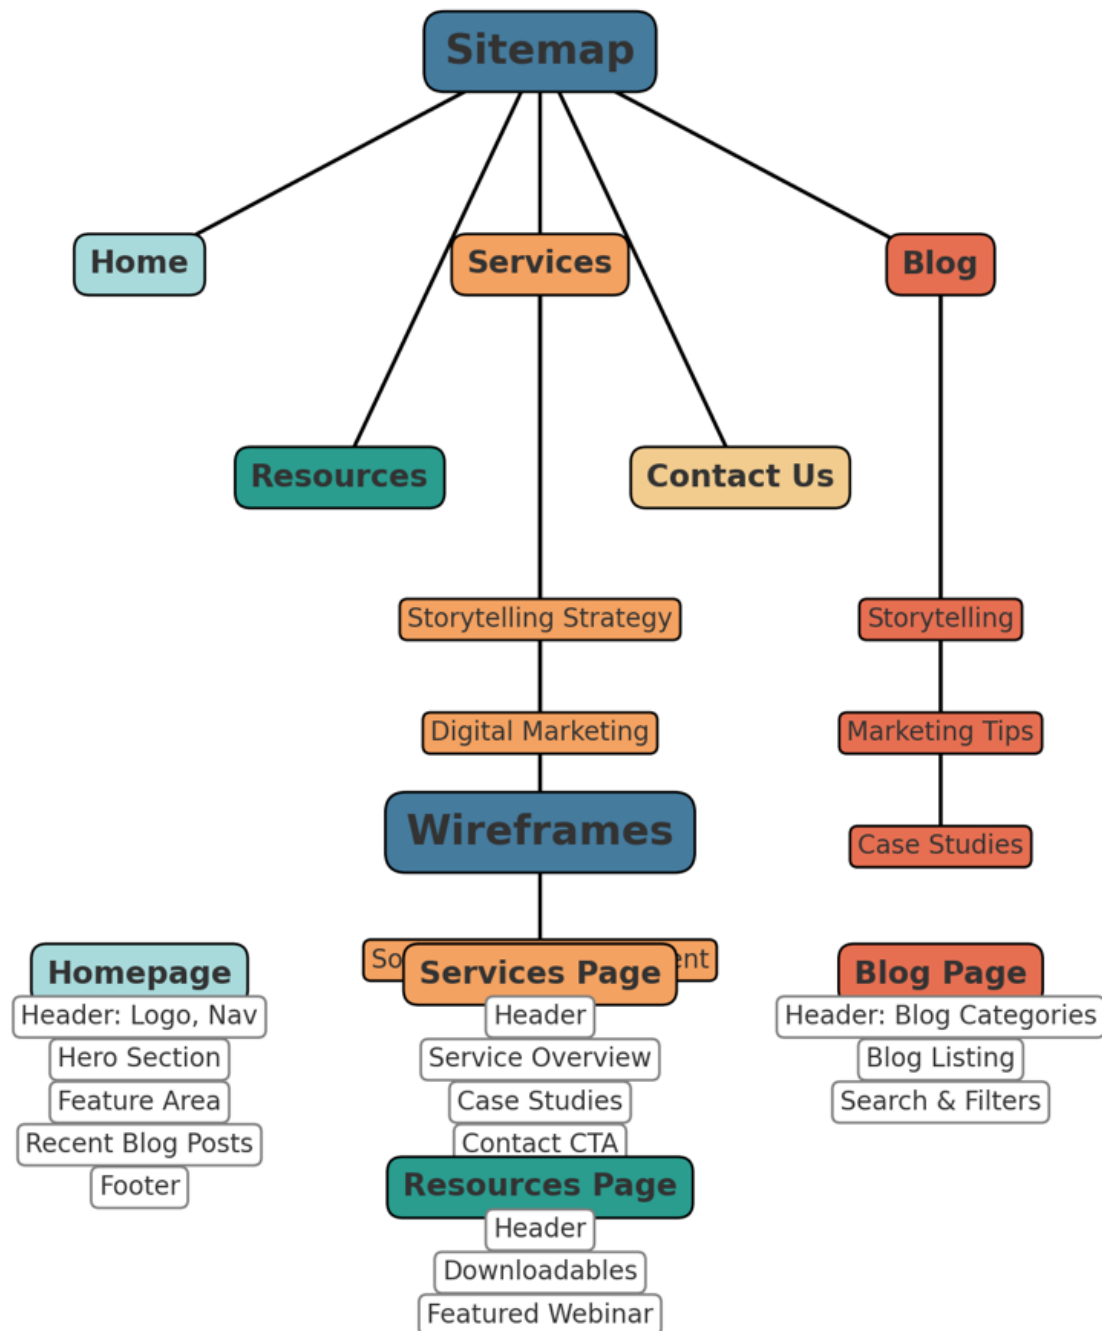 Sitemap
Home
Services
Blog
Resources
Contact Us
Storytelling Strategy
Storytelling
Digital Marketing
Marketing Tips
Wireframes
Case Studies
Homepage
Services Page
Blog Page
Header: Logo, Nav
Header
Header: Blog Categories
Hero Section
Service Overview
Blog Listing
Feature Area
Case Studies
Search & Filters
Recent Blog Posts
Contact CTA
Footer
Resources Page
Header
Downloadables
Featured Webinar